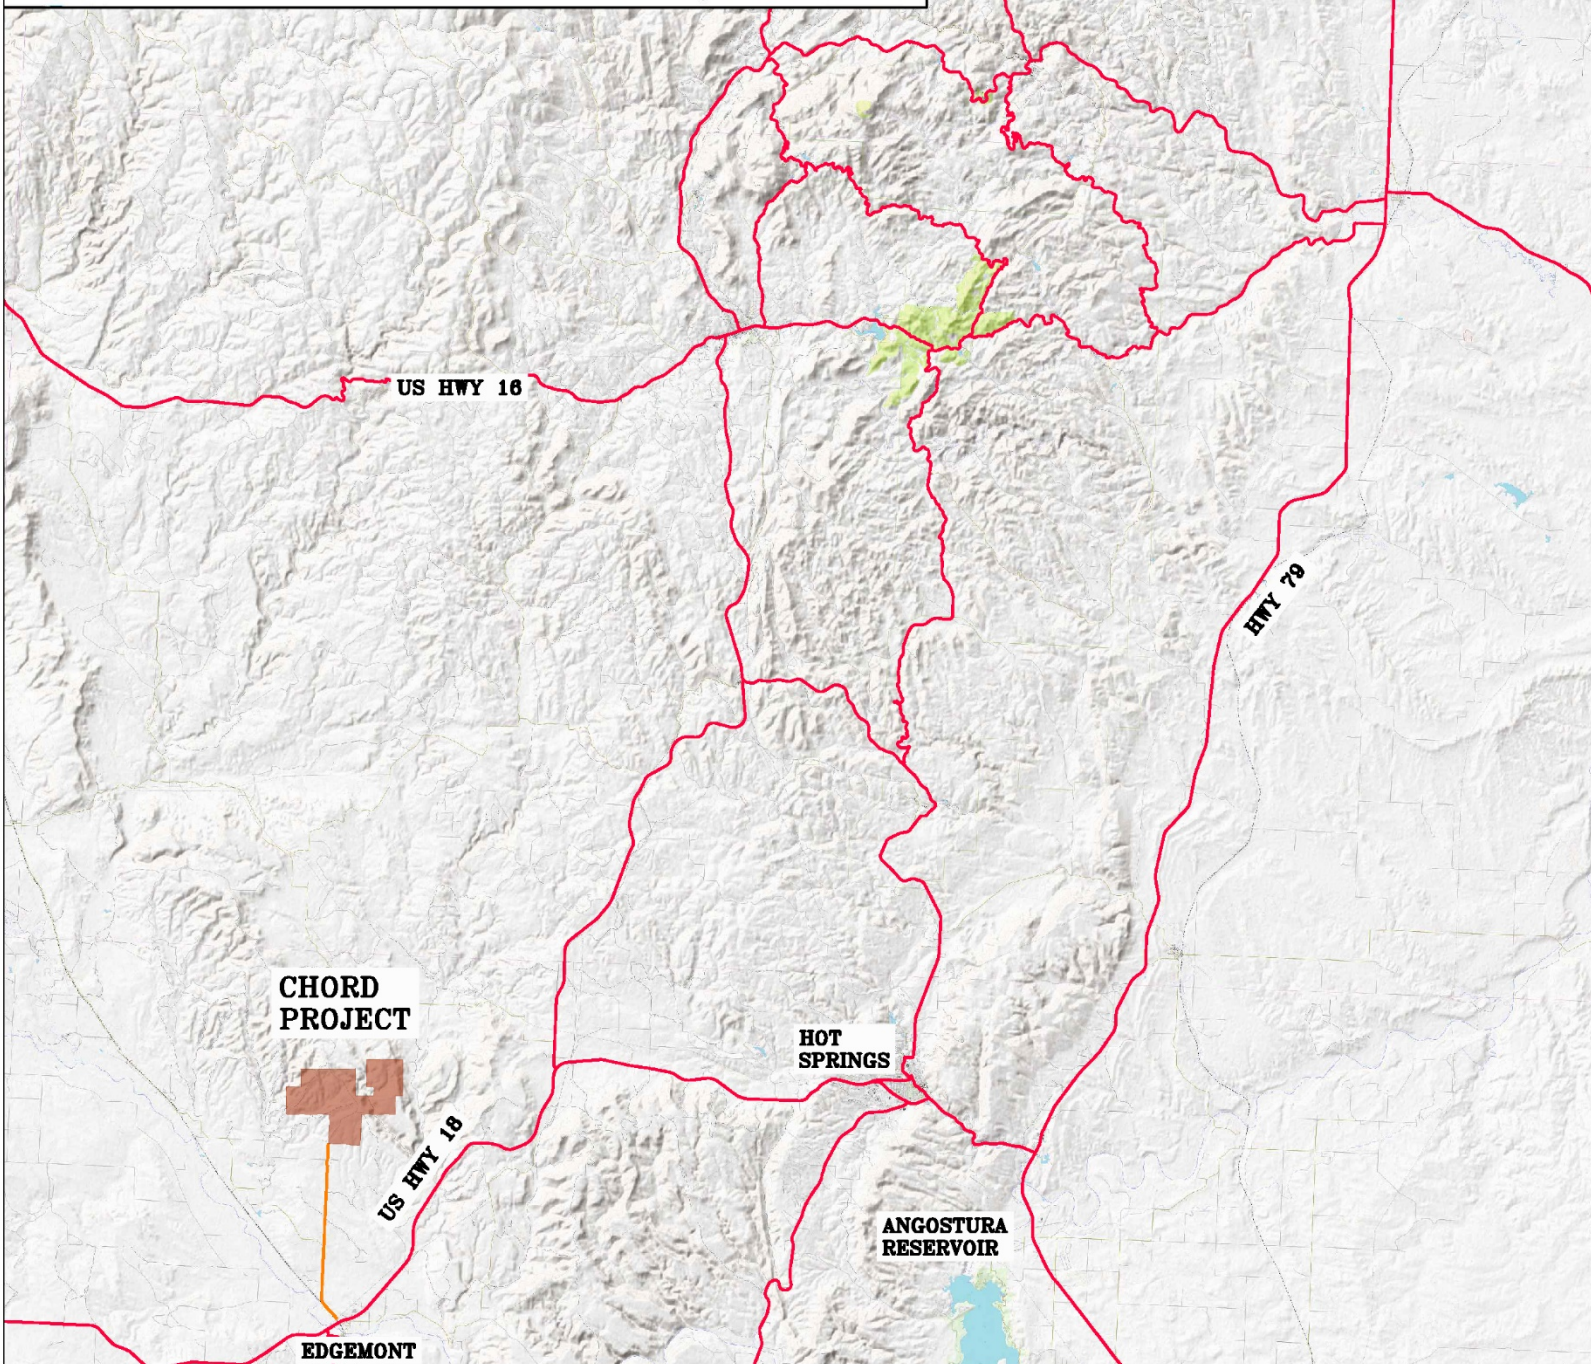 US HWY 16
HWY 79
CHORD
PROJECT
HOT
SPRINGS
US HWY 18
ANGOSTURA
RESERVOIR
EDGEMONT